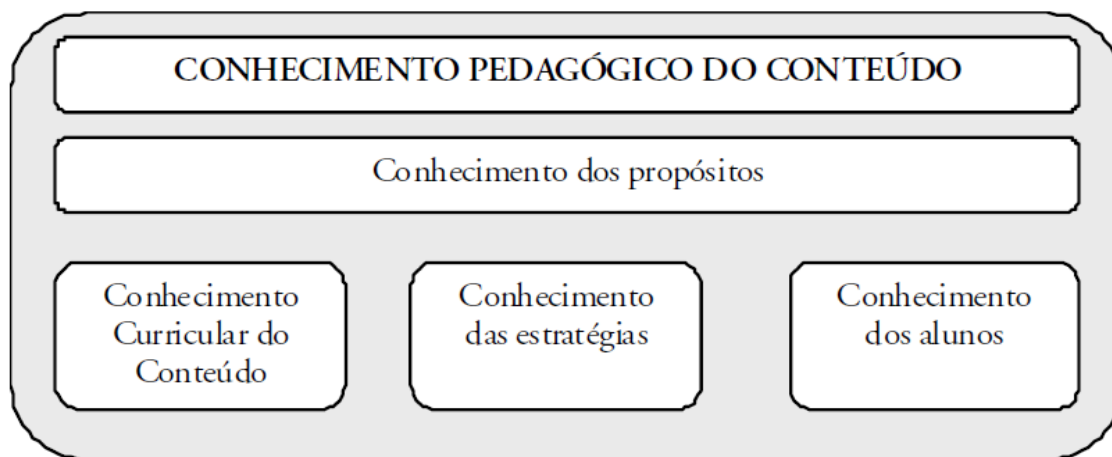 CONHECIMENTO PEDAGÓGICO DO CONTEÚDO
Conhecimento dos propósitos
Conhecimento
Curricular do
Conteúdo
Conhecimento
das estratégias
Conhecimento
dos alunos